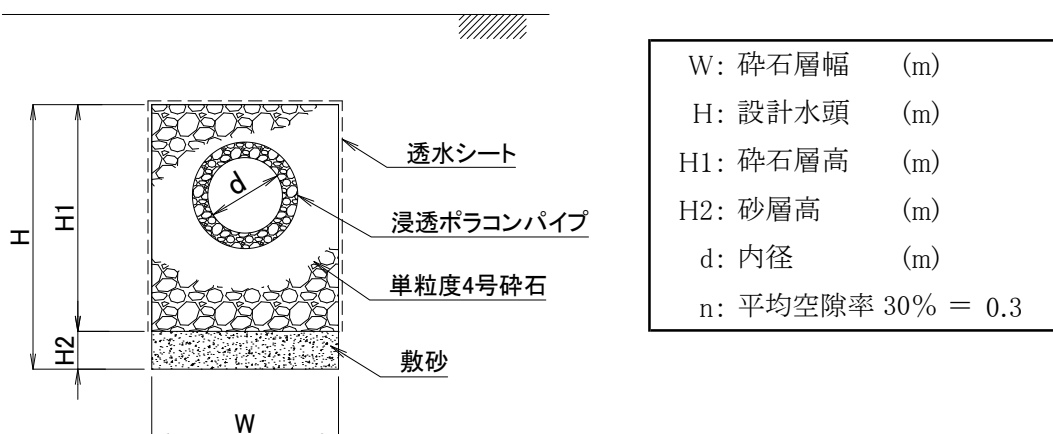 透水シート
浸透ポラコンパイプ
単粒度4号砕石
敷砂
d
H
H1
H2
W
W: 砕石層幅 (m)
H: 設計水頭 (m)
H1: 砕石層高 (m)
H2: 砂層高 (m)
d: 内径 (m)
n: 平均空隙率 30% = 0.3